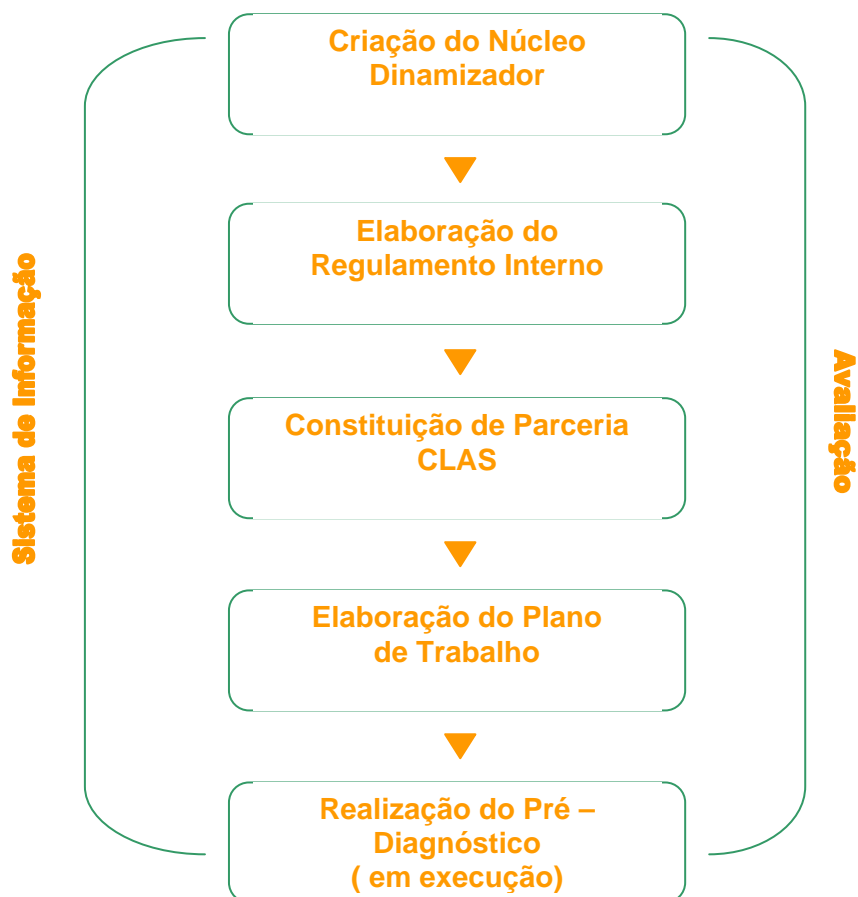 Criação do Núcleo
Dinamizador
Elaboração do
Regulamento Interno
Sistema de Informação
Avaliação
Constituição de Parceria
CLAS
Elaboração do Plano
de Trabalho
Realização do Pré –
Diagnóstico
( em execução)